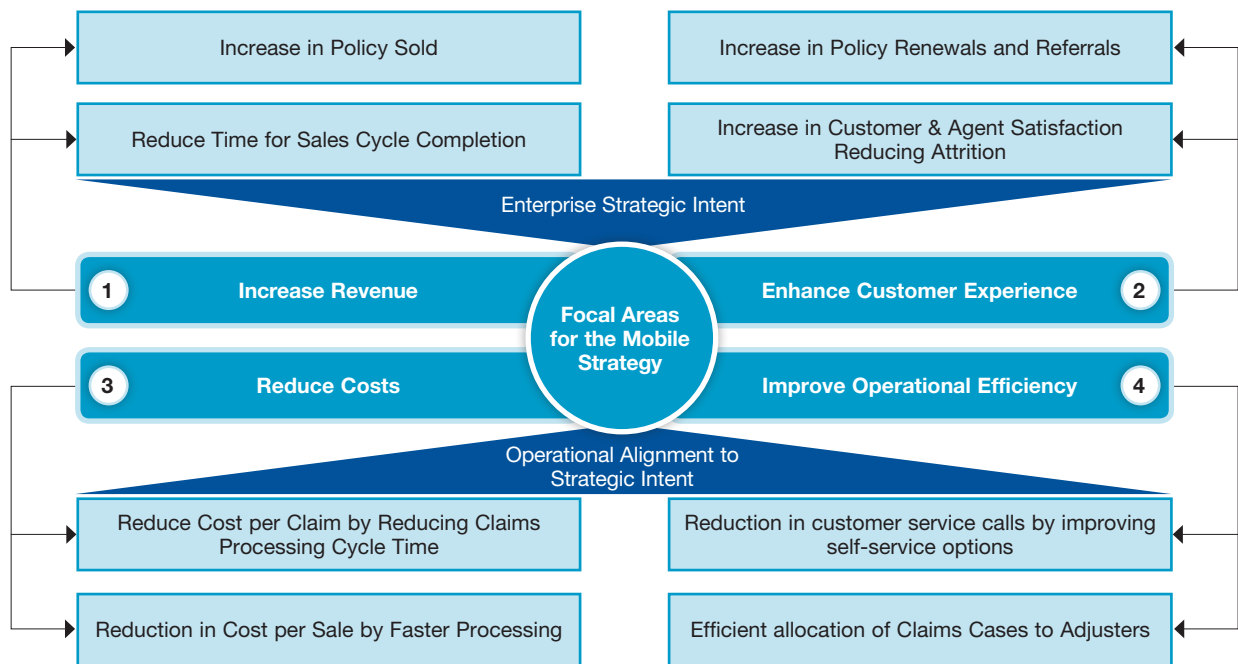 Increase in Policy Sold
Increase in Policy Renewals and Referrals
Reduce Time for Sales Cycle Completion
Increase in Customer & Agent Satisfaction
Reducing Attrition
Enterprise Strategic Intent
1
Increase Revenue
Enhance Customer Experience
2
Focal Areas
for the Mobile
Strategy
3
Reduce Costs
Improve Operational Efficiency
4
Operational Alignment to
Strategic Intent
Reduce Cost per Claim by Reducing Claims
Processing Cycle Time
Reduction in customer service calls by improving
self-service options
Reduction in Cost per Sale by Faster Processing
Efficient allocation of Claims Cases to Adjusters